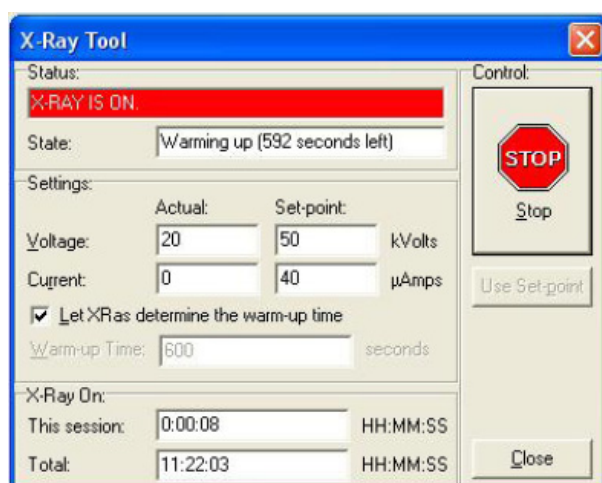 X-Ray Tool
Status:
X-RAY IS ON.
State: Warming up (592 seconds left)
Settings:
Actual: Set-point:
Voltage: 20 50 kVolts
Current: 0 40 µAmps
Let XRas determine the warm-up time
Warm-up Time: 600 seconds
X-Ray On:
This session: 0:00:08 HH:MM:SS
Total: 11:22:03 HH:MM:SS
Control:
STOP
Stop
Use Set-point
Close